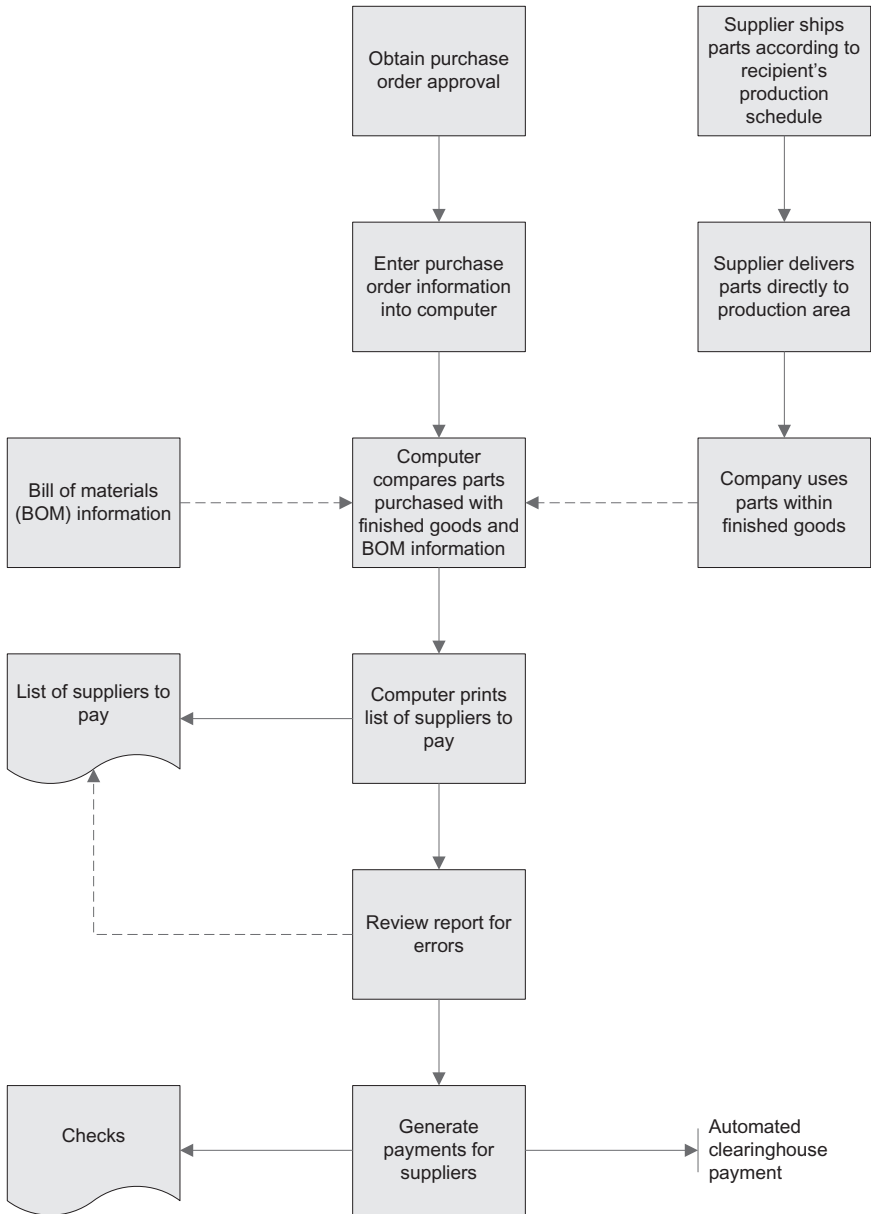 Obtain purchase
order approval
Supplier ships
parts according to
recipient’s
production
schedule
Enter purchase
order information
into computer
Supplier delivers
parts directly to
production area
Bill of materials
(BOM) information
Computer
compares parts
purchased with
finished goods and
BOM information
Company uses
parts within
finished goods
List of suppliers to
pay
Computer prints
list of suppliers to
pay
Review report for
errors
Checks
Generate
payments for
suppliers
Automated
clearinghouse
payment